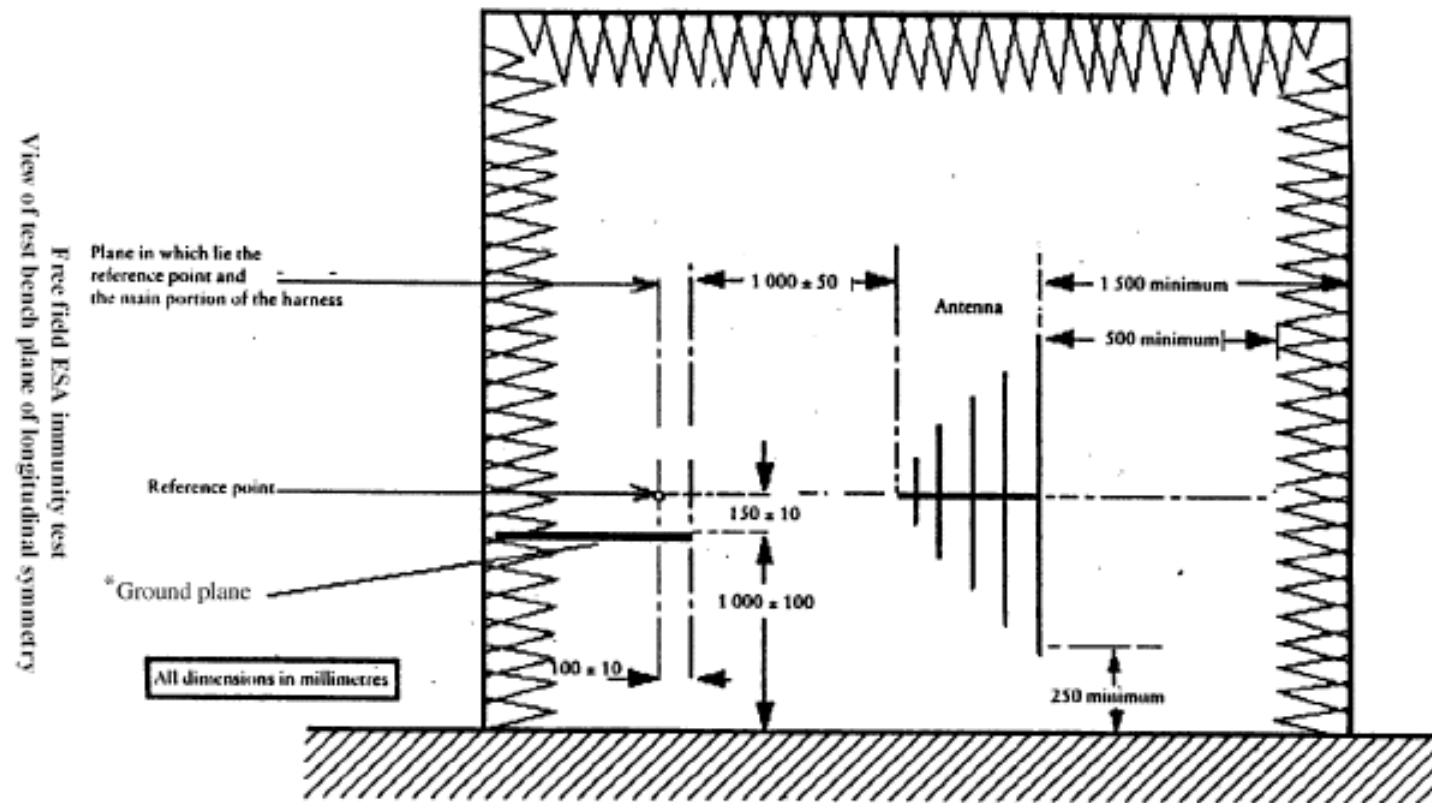 Free field ESA immunity test
View of test bench plane of longitudinal symmetry
Plane in which lie the
reference point and
the main portion of the harness
1 000 ± 50
Antenna
1 500 minimum
500 minimum
Reference point
150 ± 10
*Ground plane
1 000 ± 100
100 ± 10
All dimensions in millimetres
250 minimum